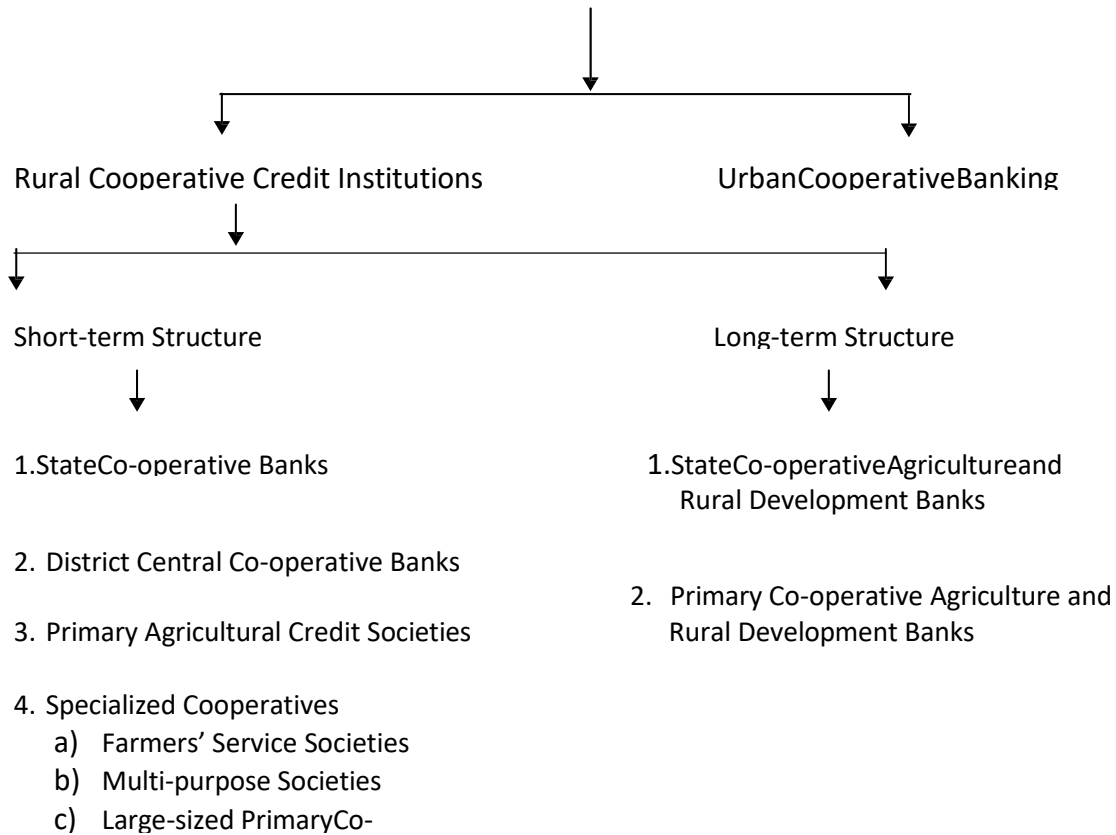 Rural Cooperative Credit Institutions
UrbanCooperativeBanking
Short-term Structure
Long-term Structure
1.StateCo-operative Banks
2. District Central Co-operative Banks
3. Primary Agricultural Credit Societies
4. Specialized Cooperatives
a) Farmers’ Service Societies
b) Multi-purpose Societies
c) Large-sized PrimaryCo-
1.StateCo-operativeAgricultureand
Rural Development Banks
2. Primary Co-operative Agriculture and
Rural Development Banks